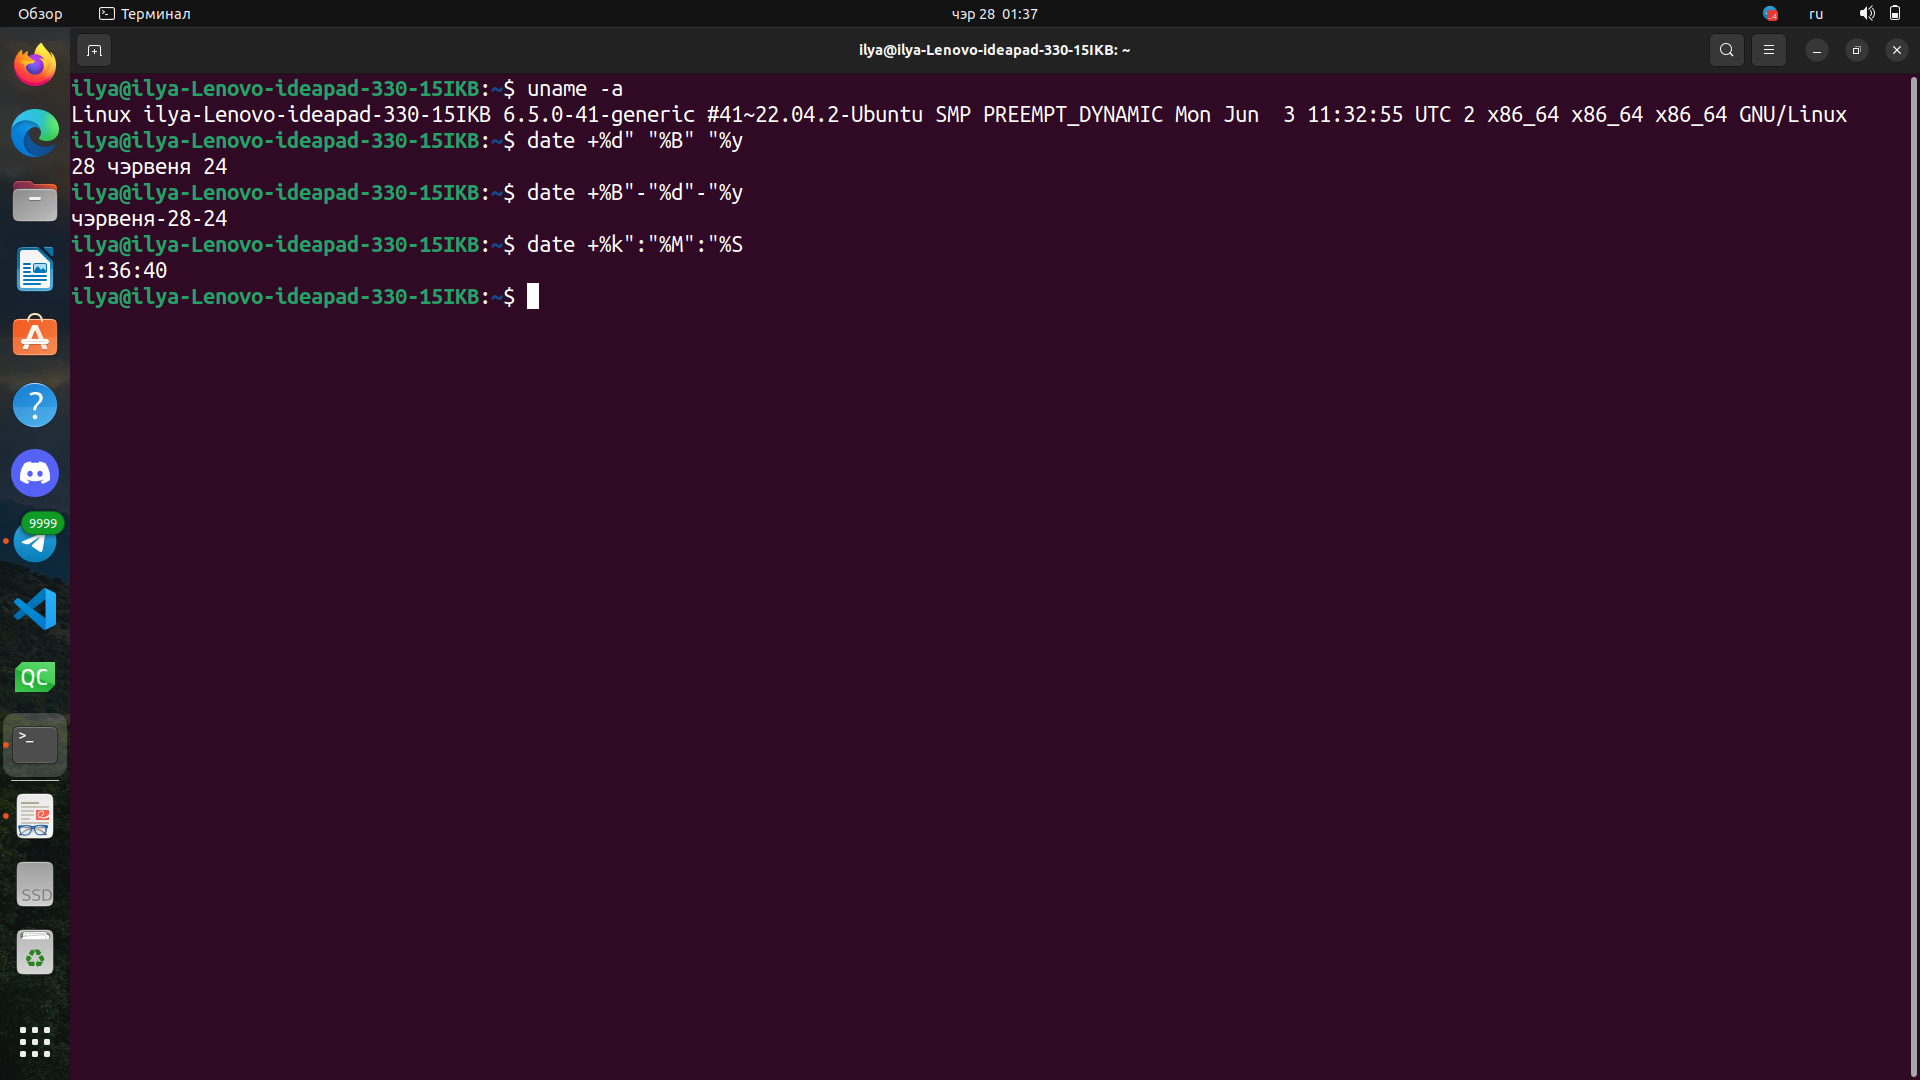 Обзор Терминал чэр 28 01:37 ru
ilya@ilya-Lenovo-ideapad-330-15IKB: ~
ilya@ilya-Lenovo-ideapad-330-15IKB:~$ uname -a
Linux ilya-Lenovo-ideapad-330-15IKB 6.5.0-41-generic #41~22.04.2-Ubuntu SMP PREEMPT_DYNAMIC Mon Jun  3 11:32:55 UTC 2 x86_64 x86_64 x86_64 GNU/Linux
ilya@ilya-Lenovo-ideapad-330-15IKB:~$ date +%d" "%B" "%y
28 чэрвеня 24
ilya@ilya-Lenovo-ideapad-330-15IKB:~$ date +%B"-"%d"-"%y
чэрвеня-28-24
ilya@ilya-Lenovo-ideapad-330-15IKB:~$ date +%k":"%M":"%S
 1:36:40
ilya@ilya-Lenovo-ideapad-330-15IKB:~$
?
9999
QC
>_
SSD